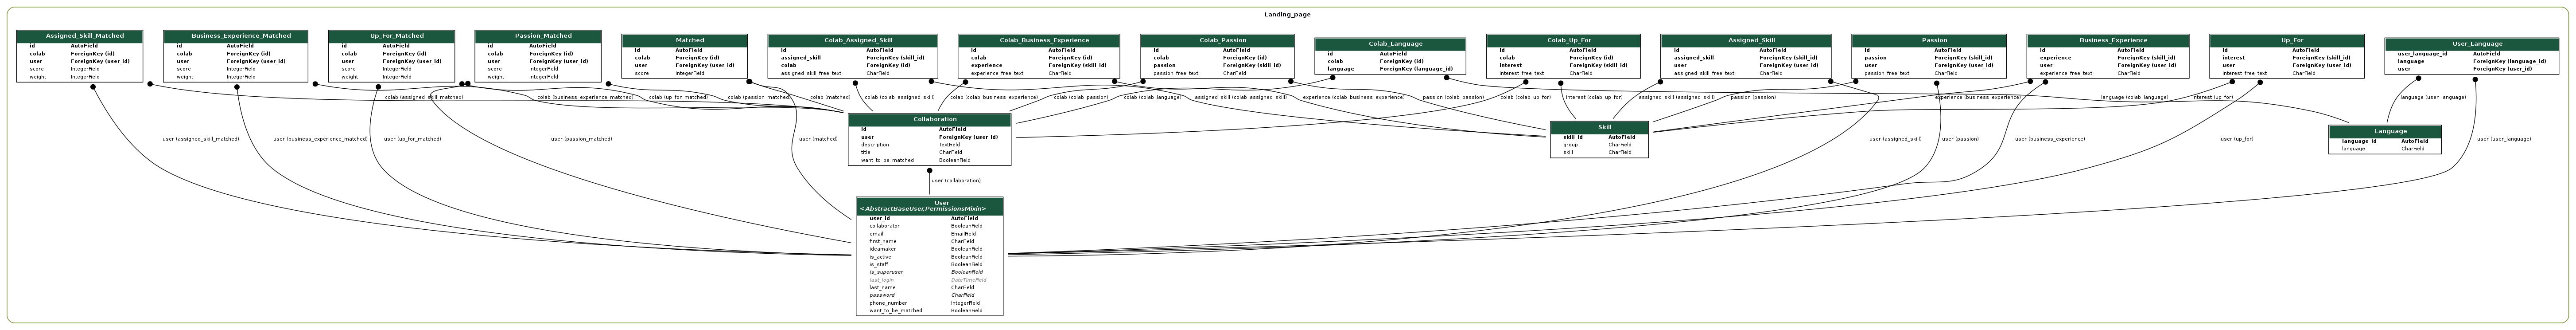 Landing_page
Assigned_Skill_Matched
id AutoField
colab ForeignKey (id)
user ForeignKey (user_id)
score IntegerField
weight IntegerField
Business_Experience_Matched
id AutoField
colab ForeignKey (id)
user ForeignKey (user_id)
score IntegerField
weight IntegerField
Up_For_Matched
id AutoField
colab ForeignKey (id)
user ForeignKey (user_id)
score IntegerField
weight IntegerField
Passion_Matched
id AutoField
colab ForeignKey (id)
user ForeignKey (user_id)
score IntegerField
weight IntegerField
Matched
id AutoField
colab ForeignKey (id)
user ForeignKey (user_id)
score IntegerField
Colab_Assigned_Skill
id AutoField
assigned_skill ForeignKey (skill_id)
colab ForeignKey (id)
assigned_skill_free_text CharField
Colab_Business_Experience
id AutoField
colab ForeignKey (id)
experience ForeignKey (skill_id)
experience_free_text CharField
Colab_Passion
id AutoField
colab ForeignKey (id)
passion ForeignKey (skill_id)
passion_free_text CharField
Colab_Language
id AutoField
colab ForeignKey (id)
language ForeignKey (language_id)
Colab_Up_For
id AutoField
colab ForeignKey (id)
interest ForeignKey (skill_id)
interest_free_text CharField
Assigned_Skill
id AutoField
assigned_skill ForeignKey (skill_id)
user ForeignKey (user_id)
assigned_skill_free_text CharField
Passion
id AutoField
passion ForeignKey (skill_id)
user ForeignKey (user_id)
passion_free_text CharField
Business_Experience
id AutoField
experience ForeignKey (skill_id)
user ForeignKey (user_id)
experience_free_text CharField
Up_For
id AutoField
interest ForeignKey (skill_id)
user ForeignKey (user_id)
interest_free_text CharField
User_Language
user_language_id AutoField
language ForeignKey (language_id)
user ForeignKey (user_id)
colab (assigned_skill_matched)
colab (business_experience_matched)
colab (up_for_matched)
colab (passion_matched)
colab (matched)
colab (colab_assigned_skill)
colab (colab_business_experience)
colab (colab_passion)
colab (colab_language)
assigned_skill (colab_assigned_skill)
experience (colab_business_experience)
passion (colab_passion)
colab (colab_up_for)
interest (colab_up_for)
assigned_skill (assigned_skill)
passion (passion)
experience (business_experience)
language (colab_language)
interest (up_for)
language (user_language)
Collaboration
id AutoField
user ForeignKey (user_id)
description TextField
title CharField
want_to_be_matched BooleanField
Skill
skill_id AutoField
group CharField
skill CharField
Language
language_id AutoField
language CharField
user (assigned_skill_matched)
user (business_experience_matched)
user (up_for_matched)
user (passion_matched)
user (matched)
user (assigned_skill)
user (passion)
user (business_experience)
user (up_for)
user (user_language)
user (collaboration)
User
<AbstractBaseUser,PermissionsMixin>
user_id AutoField
collaborator BooleanField
email EmailField
first_name CharField
ideamaker BooleanField
is_active BooleanField
is_staff BooleanField
is_superuser BooleanField
last_login DateTimeField
last_name CharField
password CharField
phone_number IntegerField
want_to_be_matched BooleanField